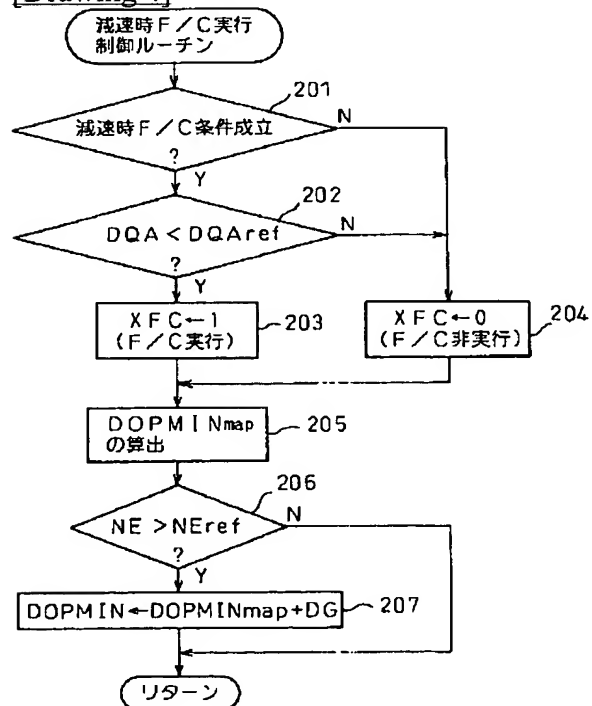 減速時F/C実行
制御ルーチン
201
減速時F/C条件成立
?
N
Y
202
DQA<DQAref
?
N
Y
XFC←1
(F/C実行)
203
XFC←0
(F/C非実行)
204
DOPMINmap
の算出
205
206
NE>NEref
?
N
Y
DOPMIN←DOPMINmap+DG
207
リターン